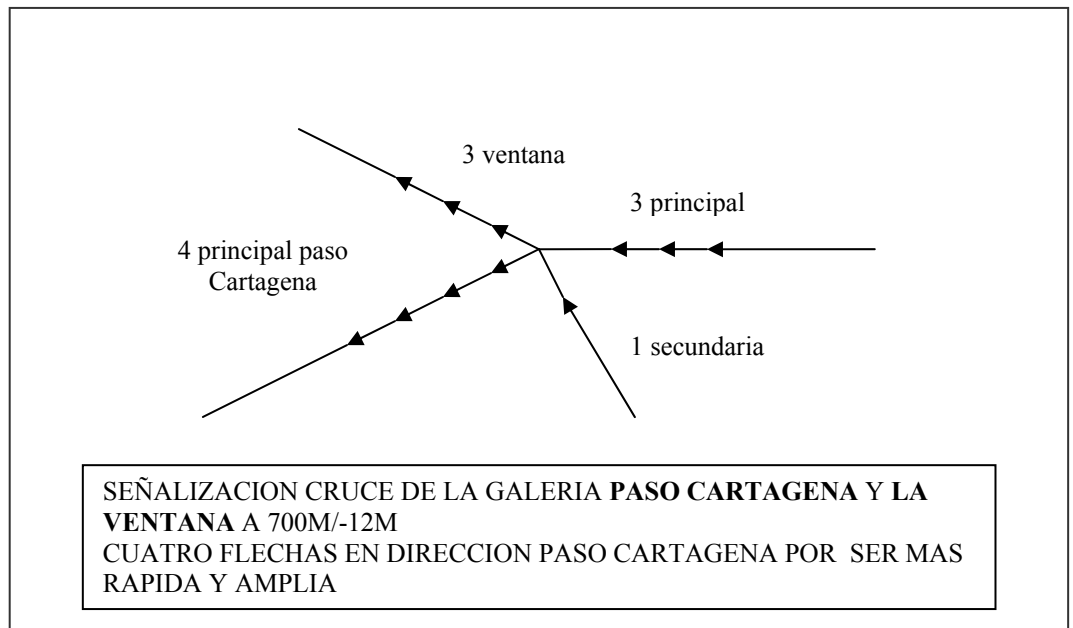 3 ventana
3 principal
4 principal paso
Cartagena
1 secundaria
SEÑALIZACION CRUCE DE LA GALERIA PASO CARTAGENA Y LA
VENTANA A 700M/-12M
CUATRO FLECHAS EN DIRECCION PASO CARTAGENA POR SER MAS
RAPIDA Y AMPLIA